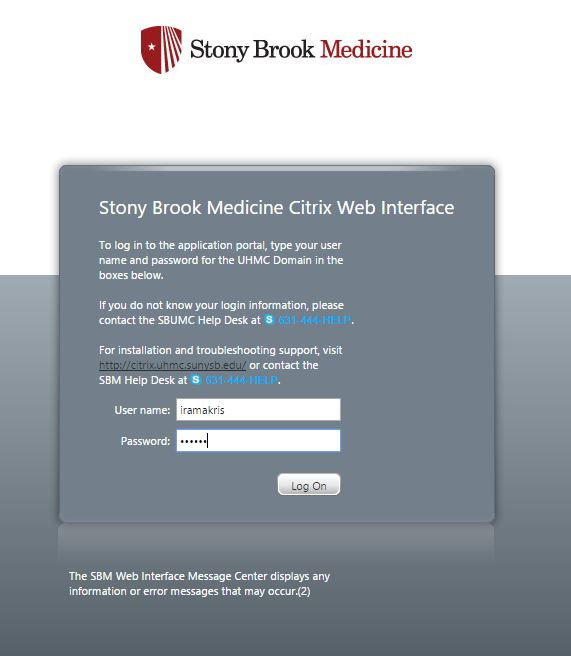 Stony Brook Medicine
Stony Brook Medicine Citrix Web Interface
To log in to the application portal, type your user
name and password for the UHMC Domain in the
boxes below.
If you do not know your login information, please
contact the SBUMC Help Desk at S 631-444-HELP.
For installation and troubleshooting support, visit
http://citrix.uhmc.sunysb.edu/ or contact the
SBM Help Desk at S 631-444-HELP.
User name: iramakris
Password: ••••••
Log On
The SBM Web Interface Message Center displays any
information or error messages that may occur.(2)